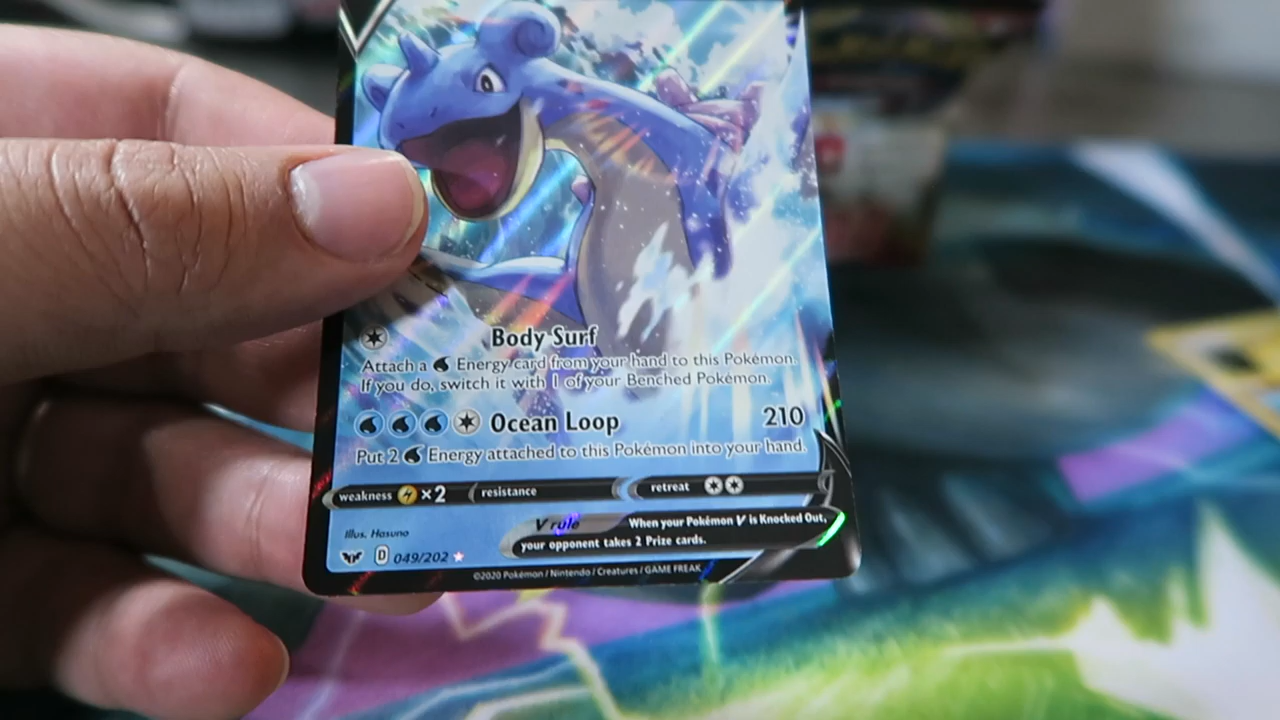 Body Surf
Attach a Energy card from your hand to this Pokémon.
If you do, switch it with 1 of your Benched Pokémon.
Ocean Loop 210
Put 2 Energy attached to this Pokémon into your hand.
weakness ×2 resistance retreat
Illus. Hasuno
V rule When your Pokémon V is Knocked Out,
your opponent takes 2 Prize cards.
D 049/202
©2020 Pokémon / Nintendo / Creatures / GAME FREAK